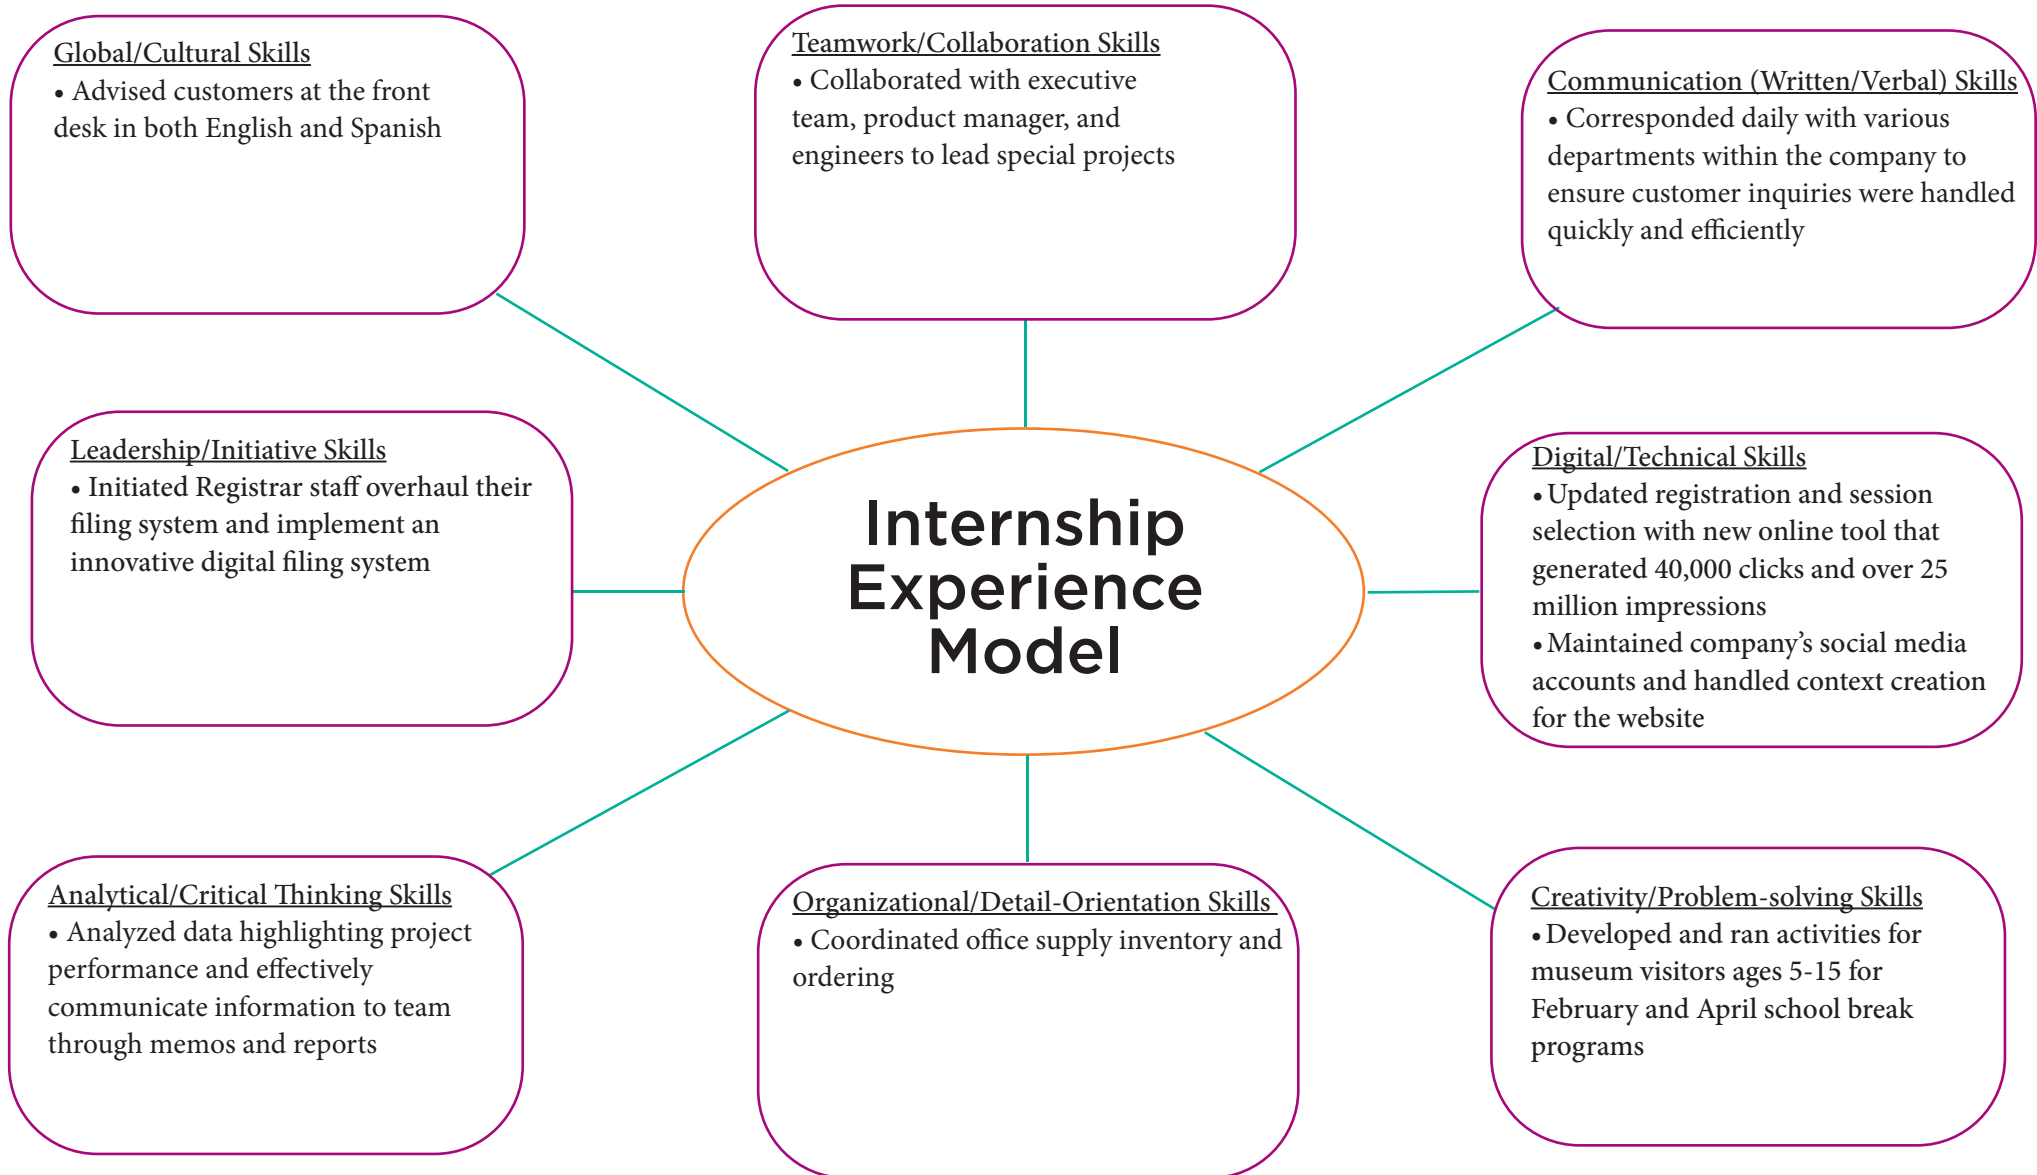 Global/Cultural Skills
• Advised customers at the front
desk in both English and Spanish
Teamwork/Collaboration Skills
• Collaborated with executive
team, product manager, and
engineers to lead special projects
Communication (Written/Verbal) Skills
• Corresponded daily with various
departments within the company to
ensure customer inquiries were handled
quickly and efficiently
Leadership/Initiative Skills
• Initiated Registrar staff overhaul their
filing system and implement an
innovative digital filing system
Internship
Experience
Model
Digital/Technical Skills
• Updated registration and session
selection with new online tool that
generated 40,000 clicks and over 25
million impressions
• Maintained company’s social media
accounts and handled context creation
for the website
Analytical/Critical Thinking Skills
• Analyzed data highlighting project
performance and effectively
communicate information to team
through memos and reports
Organizational/Detail-Orientation Skills
• Coordinated office supply inventory and
ordering
Creativity/Problem-solving Skills
• Developed and ran activities for
museum visitors ages 5-15 for
February and April school break
programs